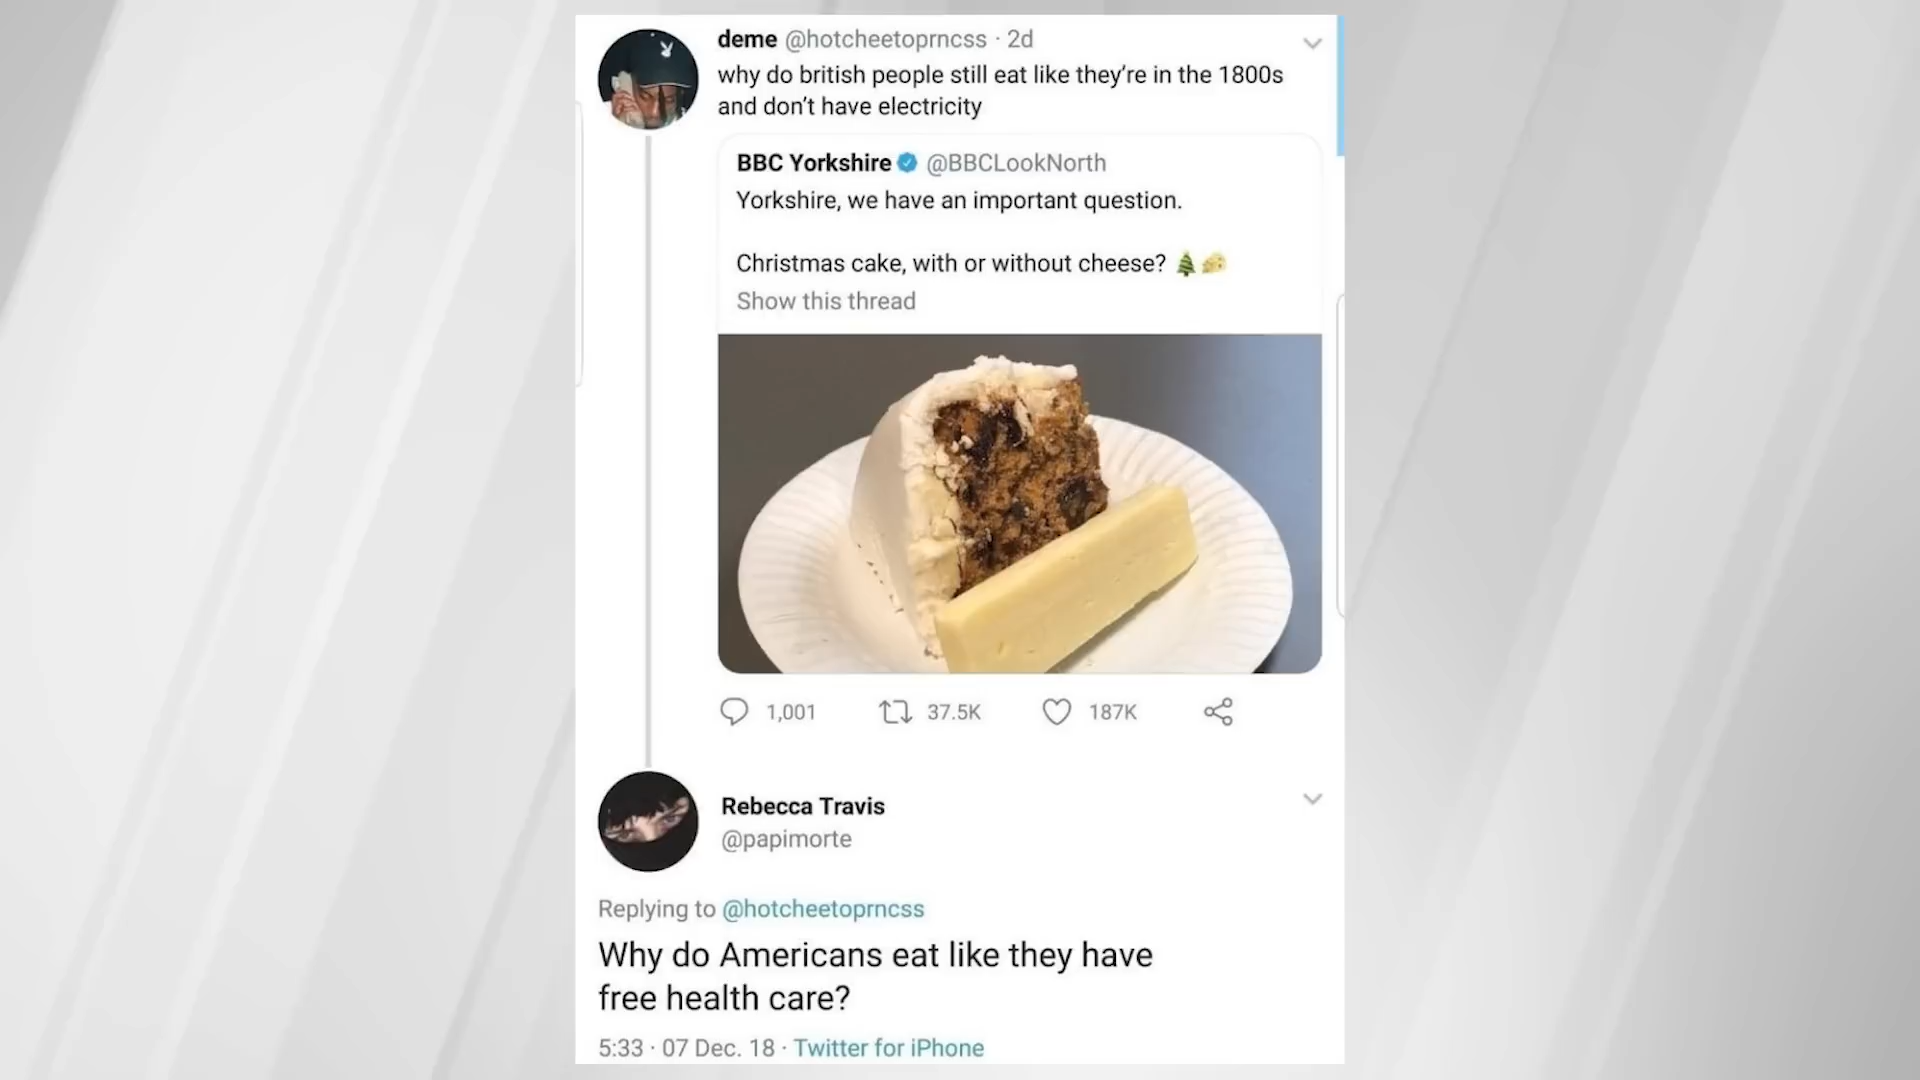 deme @hotcheetoprncss · 2d
why do british people still eat like they're in the 1800s
and don't have electricity
BBC Yorkshire @BBCLookNorth
Yorkshire, we have an important question.
Christmas cake, with or without cheese? 🎄🧀
Show this thread
1,001 37.5K 187K
Rebecca Travis
@papimorte
Replying to @hotcheetoprncss
Why do Americans eat like they have
free health care?
5:33 · 07 Dec. 18 · Twitter for iPhone